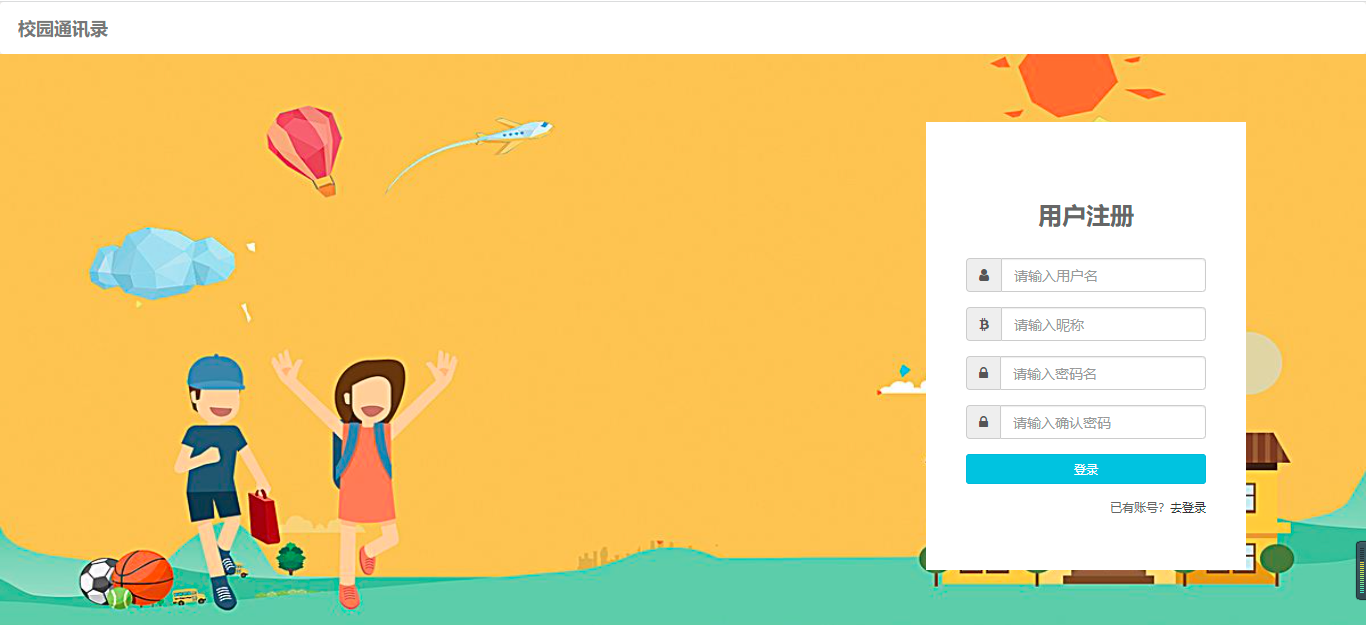 校园通讯录
用户注册
请输入用户名
请输入昵称
请输入密码名
请输入确认密码
登录
已有账号？去登录